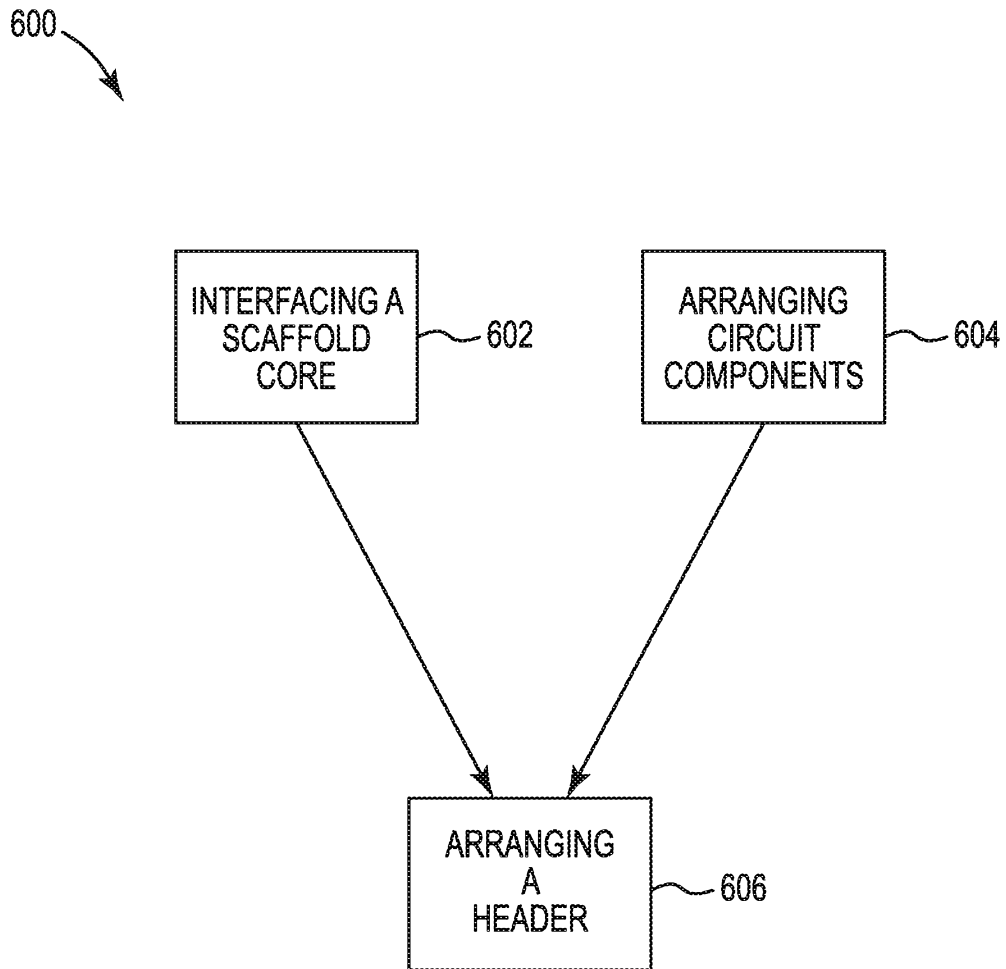 600
INTERFACING A
SCAFFOLD
CORE
602
ARRANGING
CIRCUIT
COMPONENTS
604
ARRANGING
A
HEADER
606